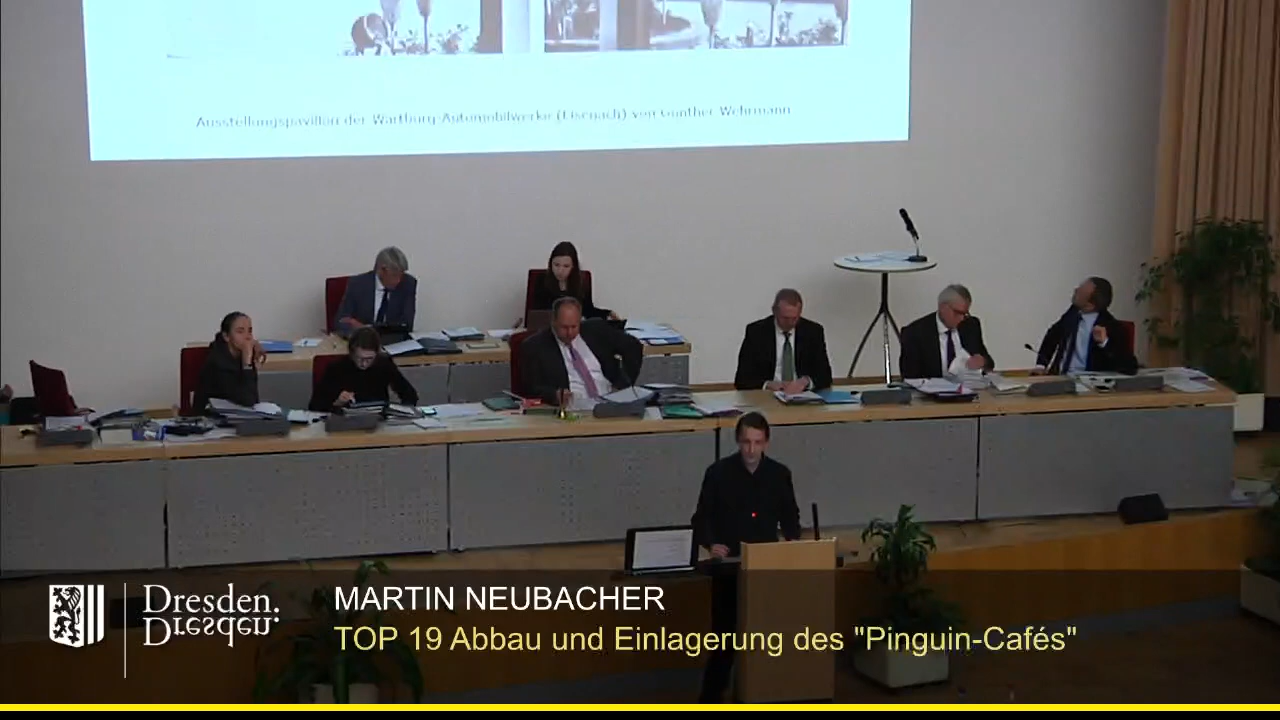 Ausstellungspavillon der Wartburg-Automobilwerke (Eisenach) von Günther Wehrmann
Dresden.
Dresden.
MARTIN NEUBACHER
TOP 19 Abbau und Einlagerung des "Pinguin-Cafés"